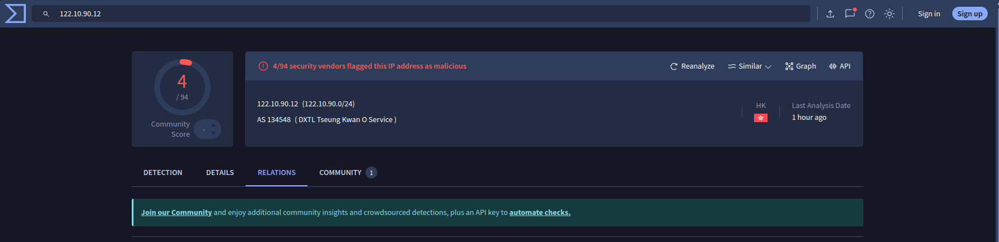 122.10.90.12
Sign in
Sign up
4
/ 94
Community
Score
4/94 security vendors flagged this IP address as malicious
Reanalyze
Similar
Graph
API
122.10.90.12 (122.10.90.0/24)
AS 134548 ( DXTL Tseung Kwan O Service )
HK
Last Analysis Date
1 hour ago
DETECTION
DETAILS
RELATIONS
COMMUNITY 1
Join our Community and enjoy additional community insights and crowdsourced detections, plus an API key to automate checks.